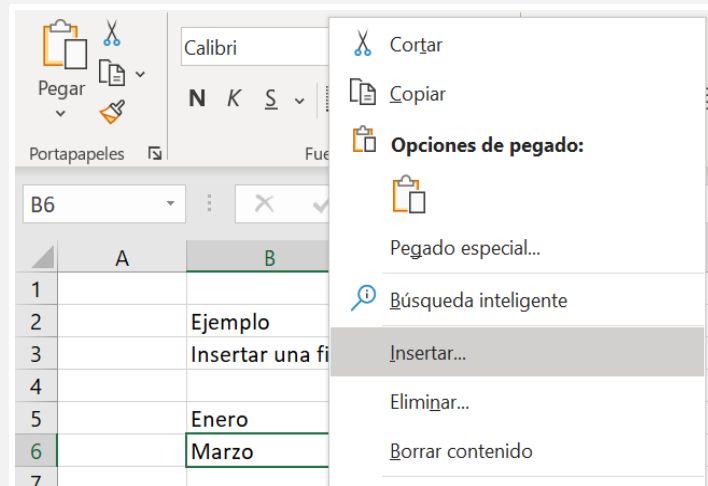 Pegar
Portapapeles
Calibri
N K S
Fue
B6
A B
1
2 Ejemplo
3 Insertar una fi
4
5 Enero
6 Marzo
7
Cortar
Copiar
Opciones de pegado:
Pegado especial...
Búsqueda inteligente
Insertar...
Eliminar...
Borrar contenido